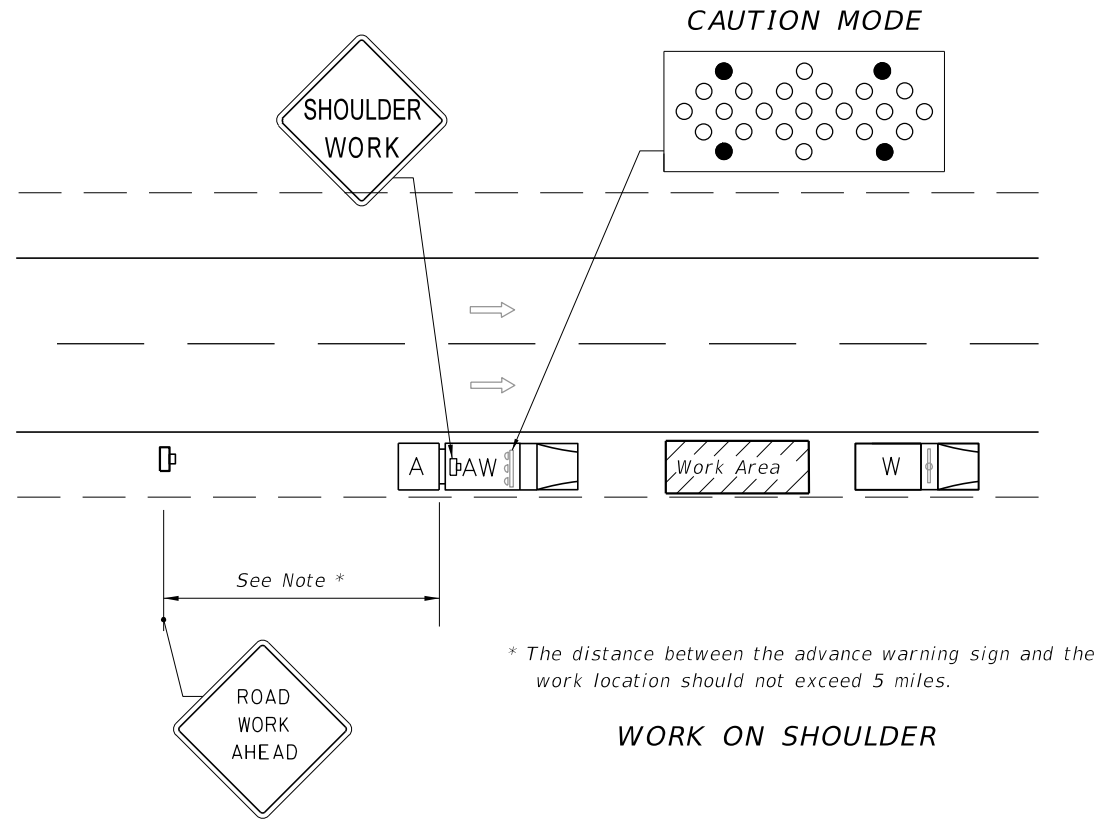 CAUTION MODE
SHOULDER
WORK
A
AW
Work Area
W
See Note *
* The distance between the advance warning sign and the
work location should not exceed 5 miles.
ROAD
WORK
AHEAD
WORK ON SHOULDER